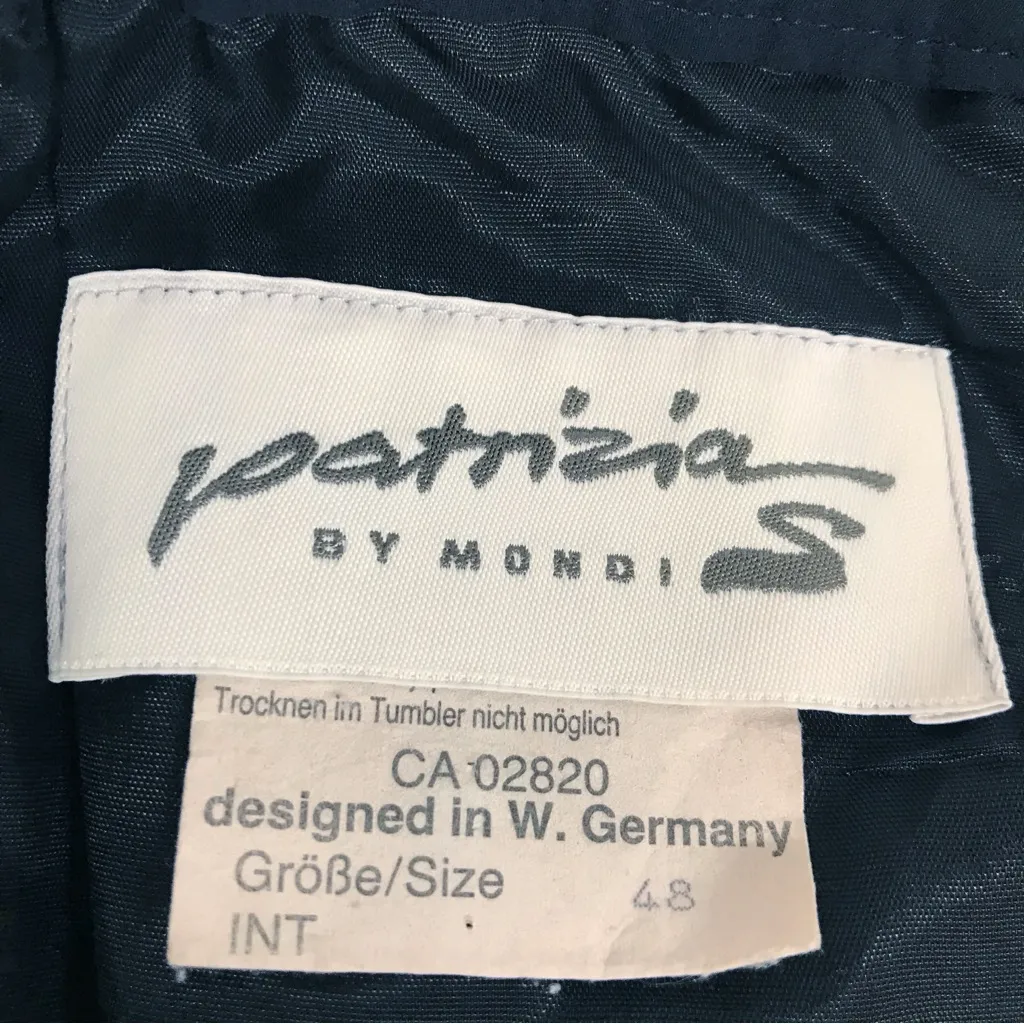 patrizia S
BY MONDI
Trocknen im Tumbler nicht möglich
CA 02820
designed in W. Germany
Größe/Size 48
INT